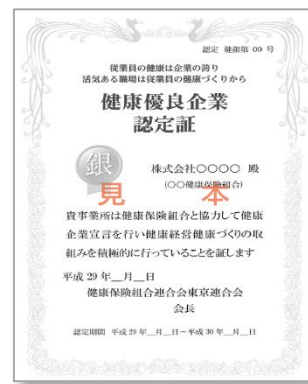 認定 健銀第 00 号
従業員の健康は企業の誇り
活気ある職場は従業員の健康づくりから
健康優良企業
認定証
銀
株式会社○○○○ 殿
(○○健康保険組合)
見 本
貴事業所は健康保険組合と協力して健康
企業宣言を行い健康経営健康づくりの取
組みを積極的に行っていることを証します
平成 29 年__月__日
健康保険組合連合会東京連合会
会長
認定期間 平成 29 年__月__日~平成 30 年__月__日